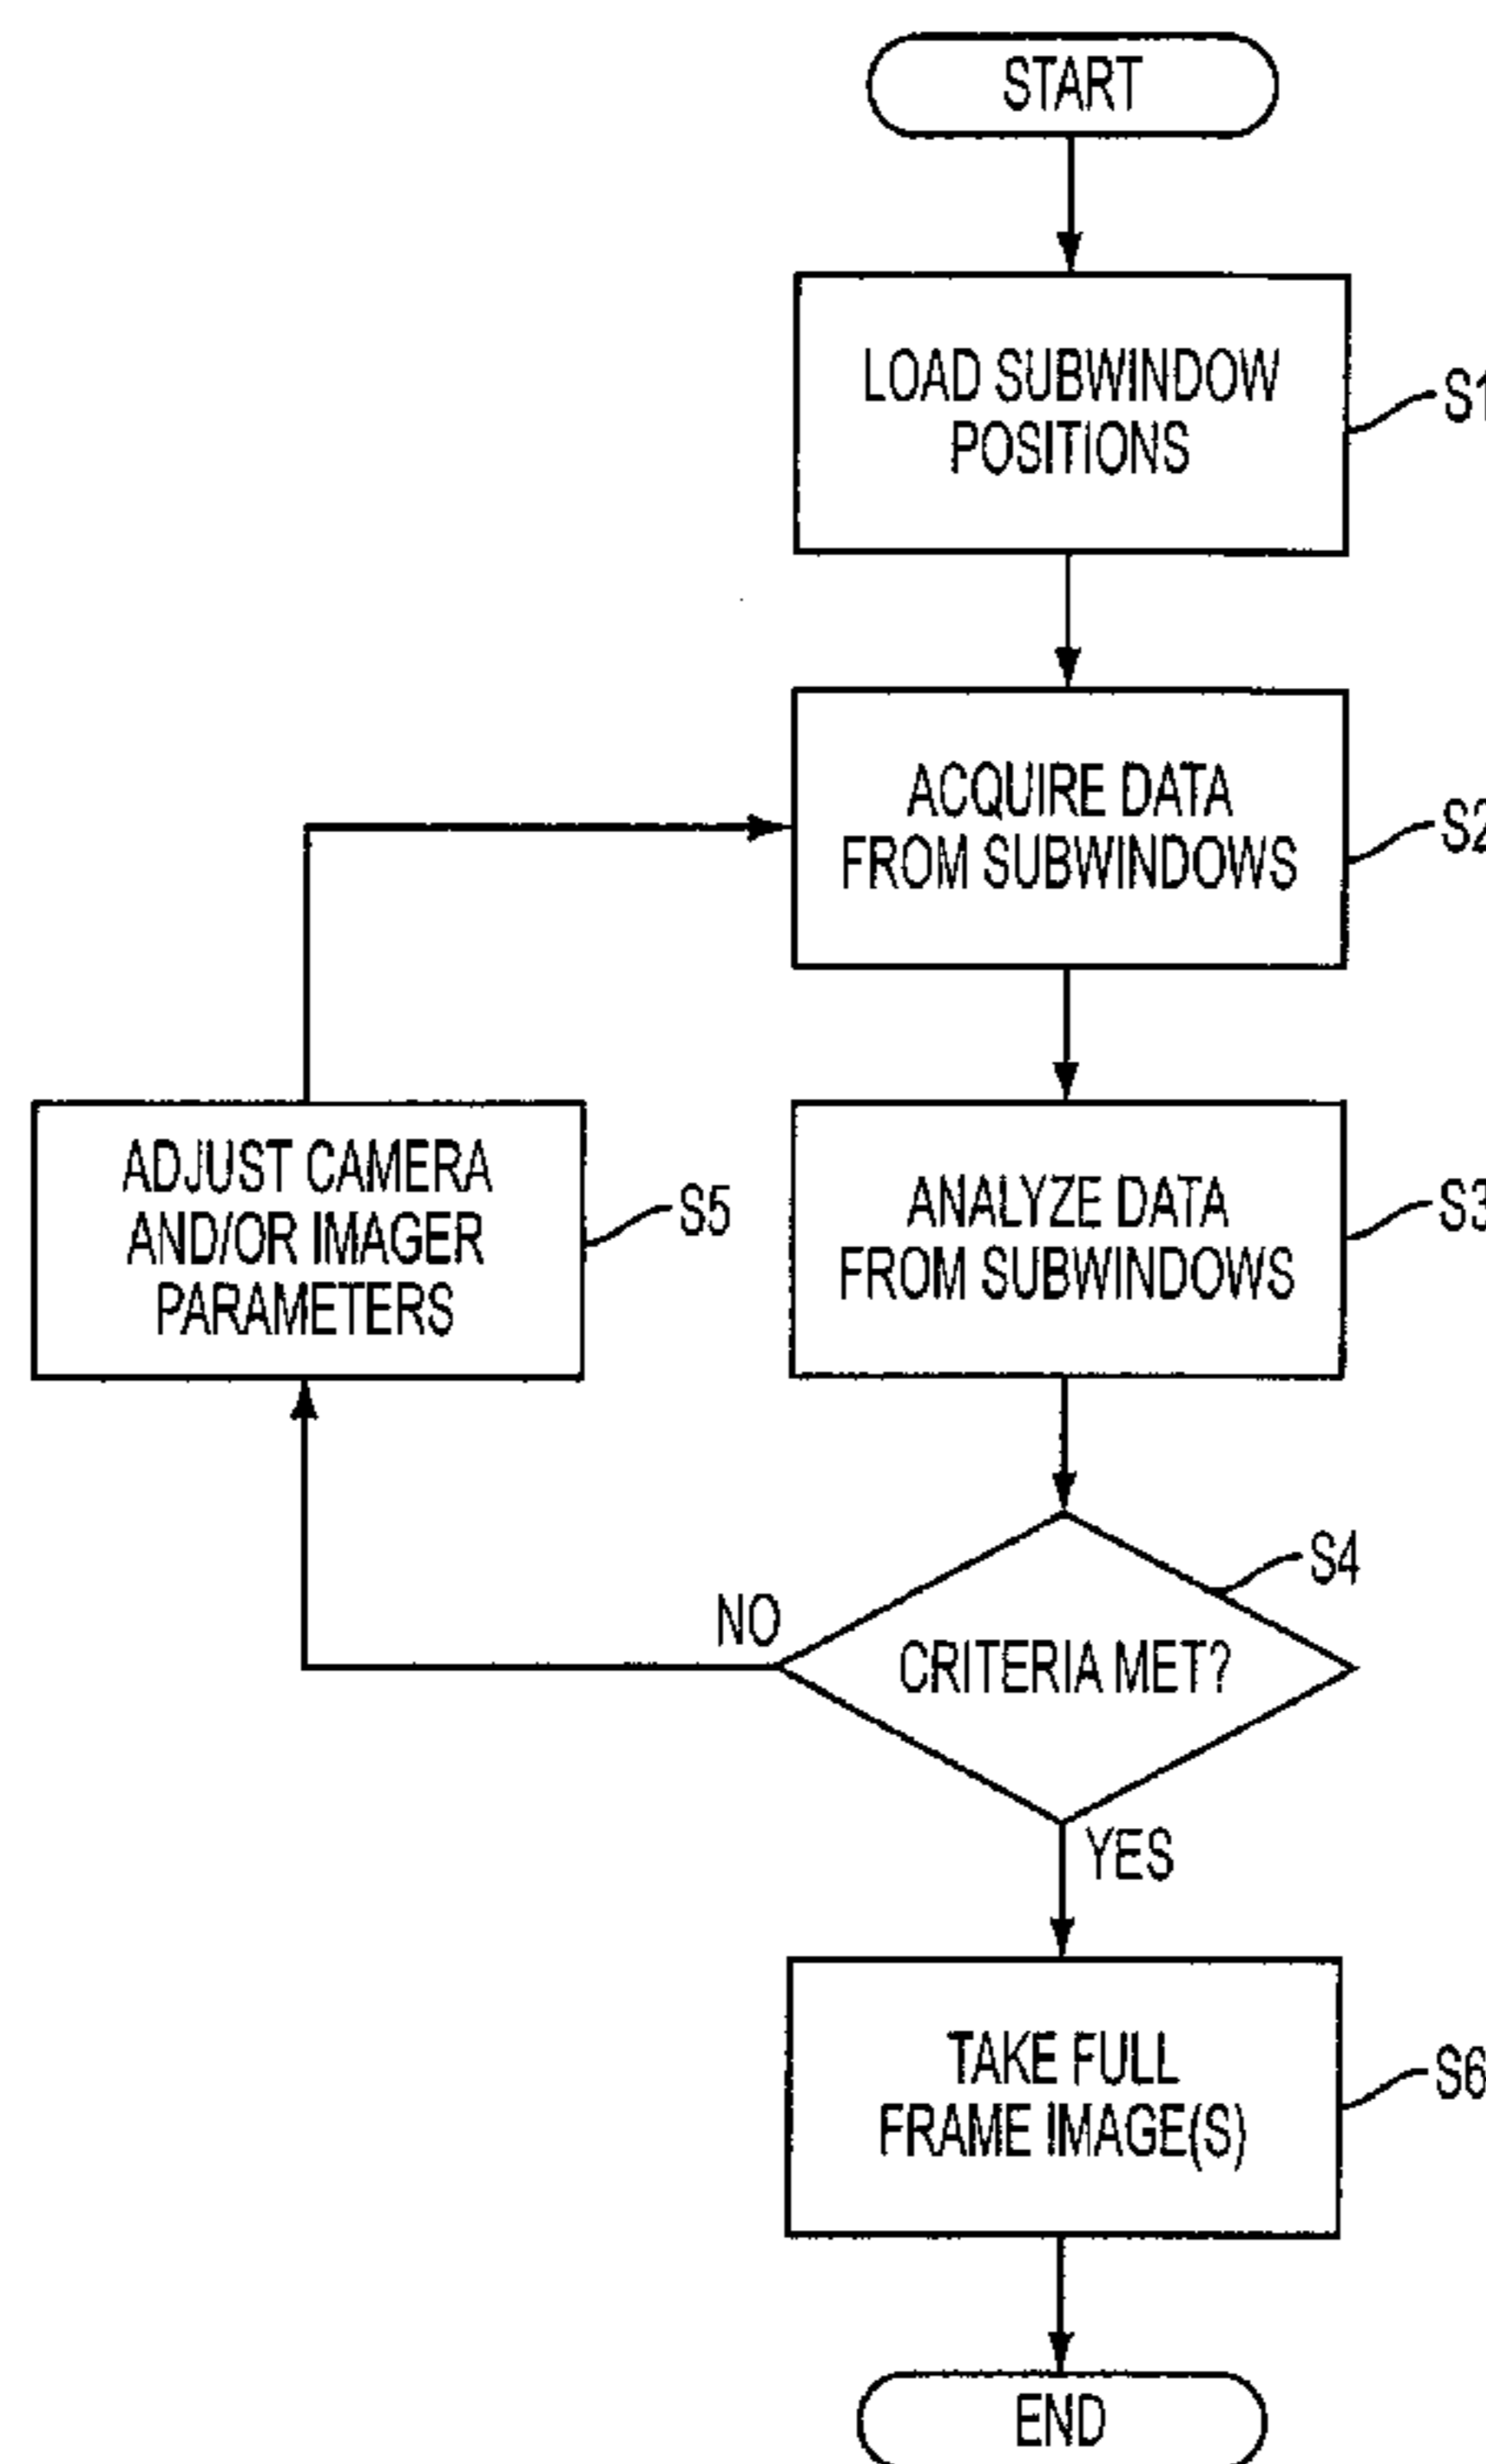 START
LOAD SUBWINDOW
POSITIONS
S1
ACQUIRE DATA
FROM SUBWINDOWS
S2
ADJUST CAMERA
AND/OR IMAGER
PARAMETERS
S5
ANALYZE DATA
FROM SUBWINDOWS
S3
S4
NO
CRITERIA MET?
YES
TAKE FULL
FRAME IMAGE(S)
S6
END